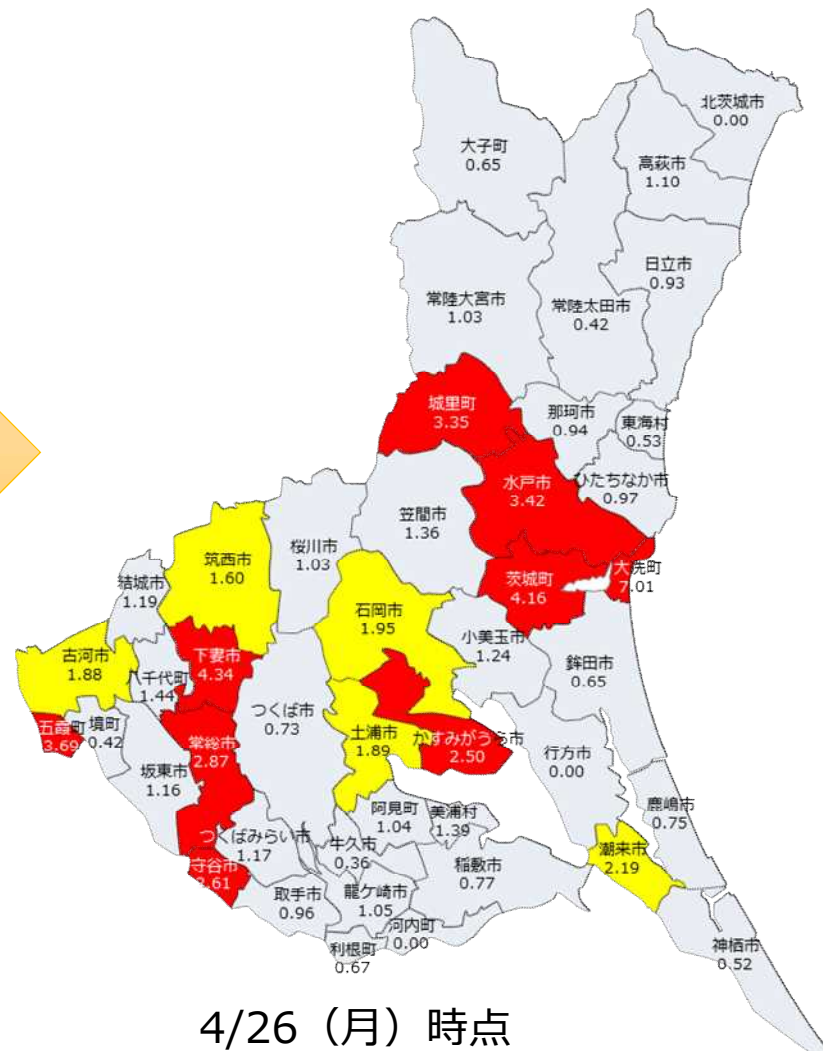 北茨城市
0.00
大子町
0.65
高萩市
1.10
日立市
0.93
常陸大宮市
1.03
常陸太田市
0.42
城里町
3.35
那珂市
0.94
東海村
0.53
水戸市
3.42
ひたちなか市
0.97
笠間市
1.36
桜川市
1.03
筑西市
1.60
結城市
1.19
茨城町
4.16
大洗町
7.01
石岡市
1.95
小美玉市
1.24
鉾田市
0.65
古河市
1.88
八千代町
1.44
下妻市
4.34
つくば市
0.73
土浦市
1.89
かすみがうら市
2.50
行方市
0.00
五霞町
3.69
境町
0.42
坂東市
1.16
常総市
2.87
つくばみらい市
1.17
阿見町
1.04
美浦村
1.39
鹿嶋市
0.75
潮来市
2.19
守谷市
.61
牛久市
0.36
稲敷市
0.77
取手市
0.96
龍ケ崎市
1.05
河内町
0.00
利根町
0.67
神栖市
0.52
4/26（月）時点